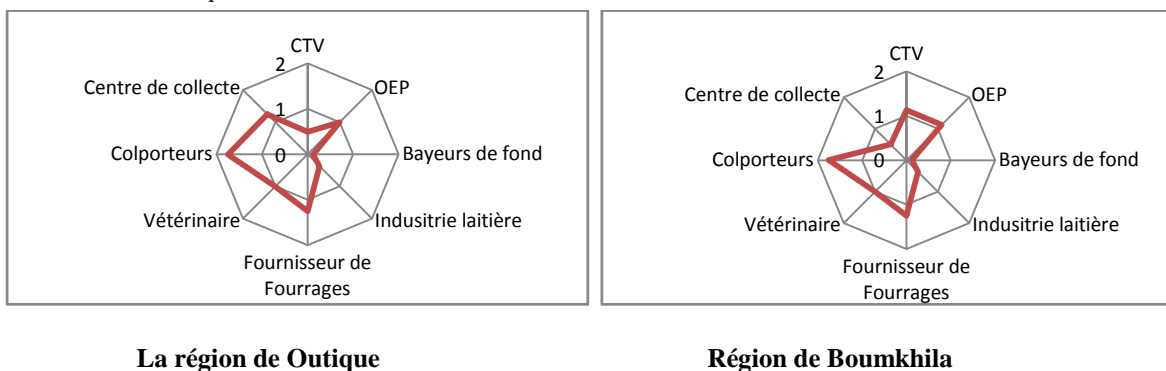 CTV
2
Centre de collecte
OEP
1
Colporteurs
0
Bayeurs de fond
Vétérinaire
Indusitrie laitière
Fournisseur de
Fourrages
CTV
2
Centre de collecte
OEP
1
Colporteurs
0
Bayeurs de fond
Vétérinaire
Indusitrie laitière
Fournisseur de
Fourrages
La région de Outique
Région de Boumkhila